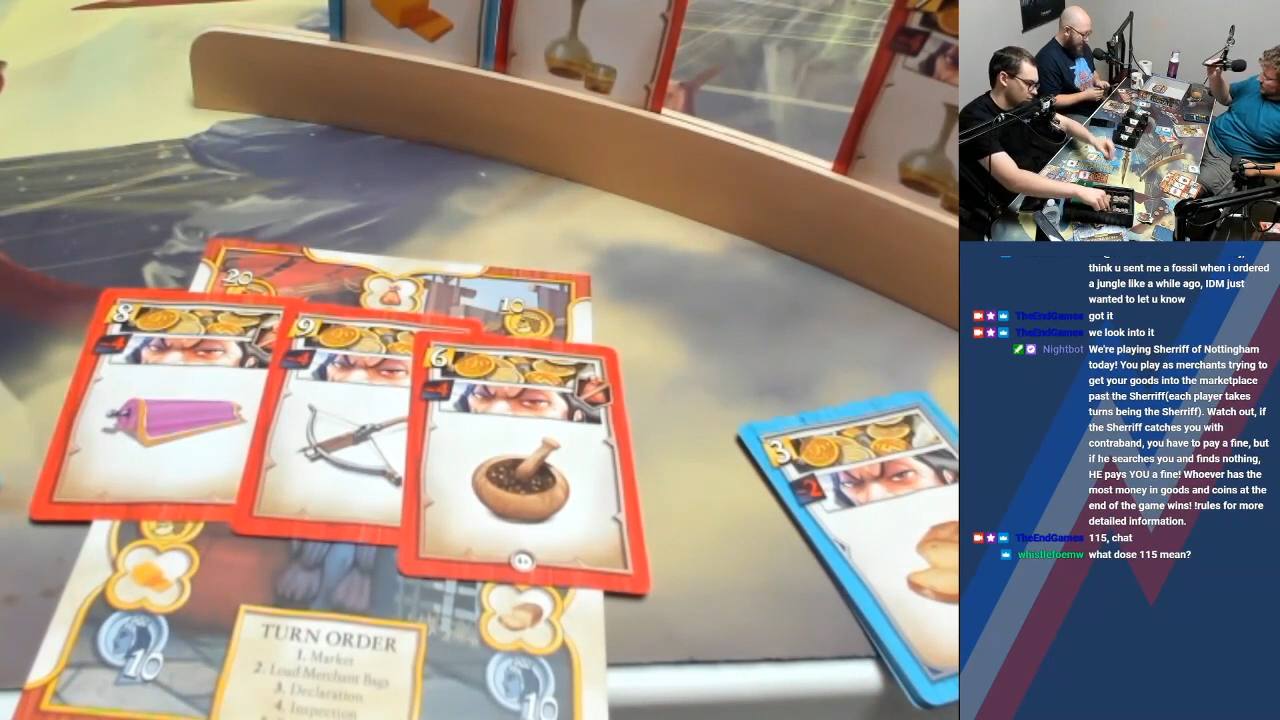 20
10
8
-4
9
-4
6
-4
4+
3
-2
10
10
TURN ORDER
1. Market
2. Load Merchant Bags
3. Declaration
4. Inspection
think u sent me a fossil when i ordered
a jungle like a while ago, IDM just
wanted to let u know
TheEndGames got it
TheEndGames we look into it
Nightbot We're playing Sherriff of Nottingham
today! You play as merchants trying to
get your goods into the marketplace
past the Sherriff(each player takes
turns being the Sherriff). Watch out, if
the Sherriff catches you with
contraband, you have to pay a fine, but
if he searches you and finds nothing,
HE pays YOU a fine! Whoever has the
most money in goods and coins at the
end of the game wins! !rules for more
detailed information.
TheEndGames 115, chat
whistlefoemw what dose 115 mean?